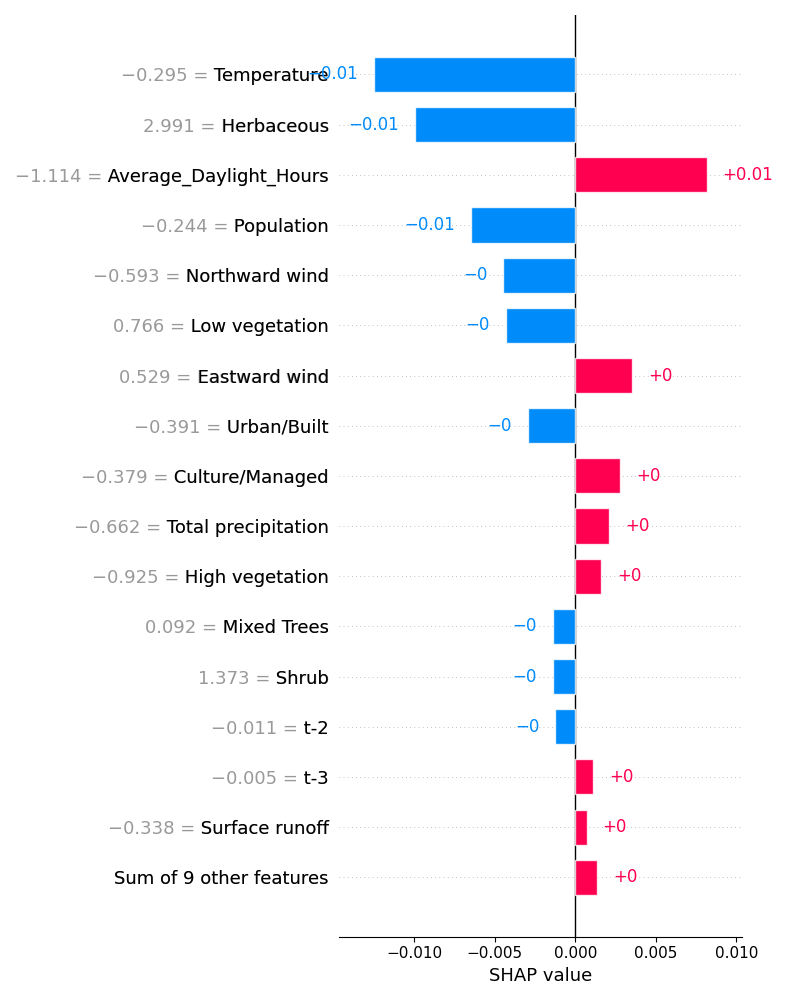 −0.295 = Temperature −0.01
2.991 = Herbaceous −0.01
−1.114 = Average_Daylight_Hours +0.01
−0.244 = Population −0.01
−0.593 = Northward wind −0
0.766 = Low vegetation −0
0.529 = Eastward wind +0
−0.391 = Urban/Built −0
−0.379 = Culture/Managed +0
−0.662 = Total precipitation +0
−0.925 = High vegetation +0
0.092 = Mixed Trees −0
1.373 = Shrub −0
−0.011 = t-2 −0
−0.005 = t-3 +0
−0.338 = Surface runoff +0
Sum of 9 other features +0
−0.010 −0.005 0.000 0.005 0.010
SHAP value